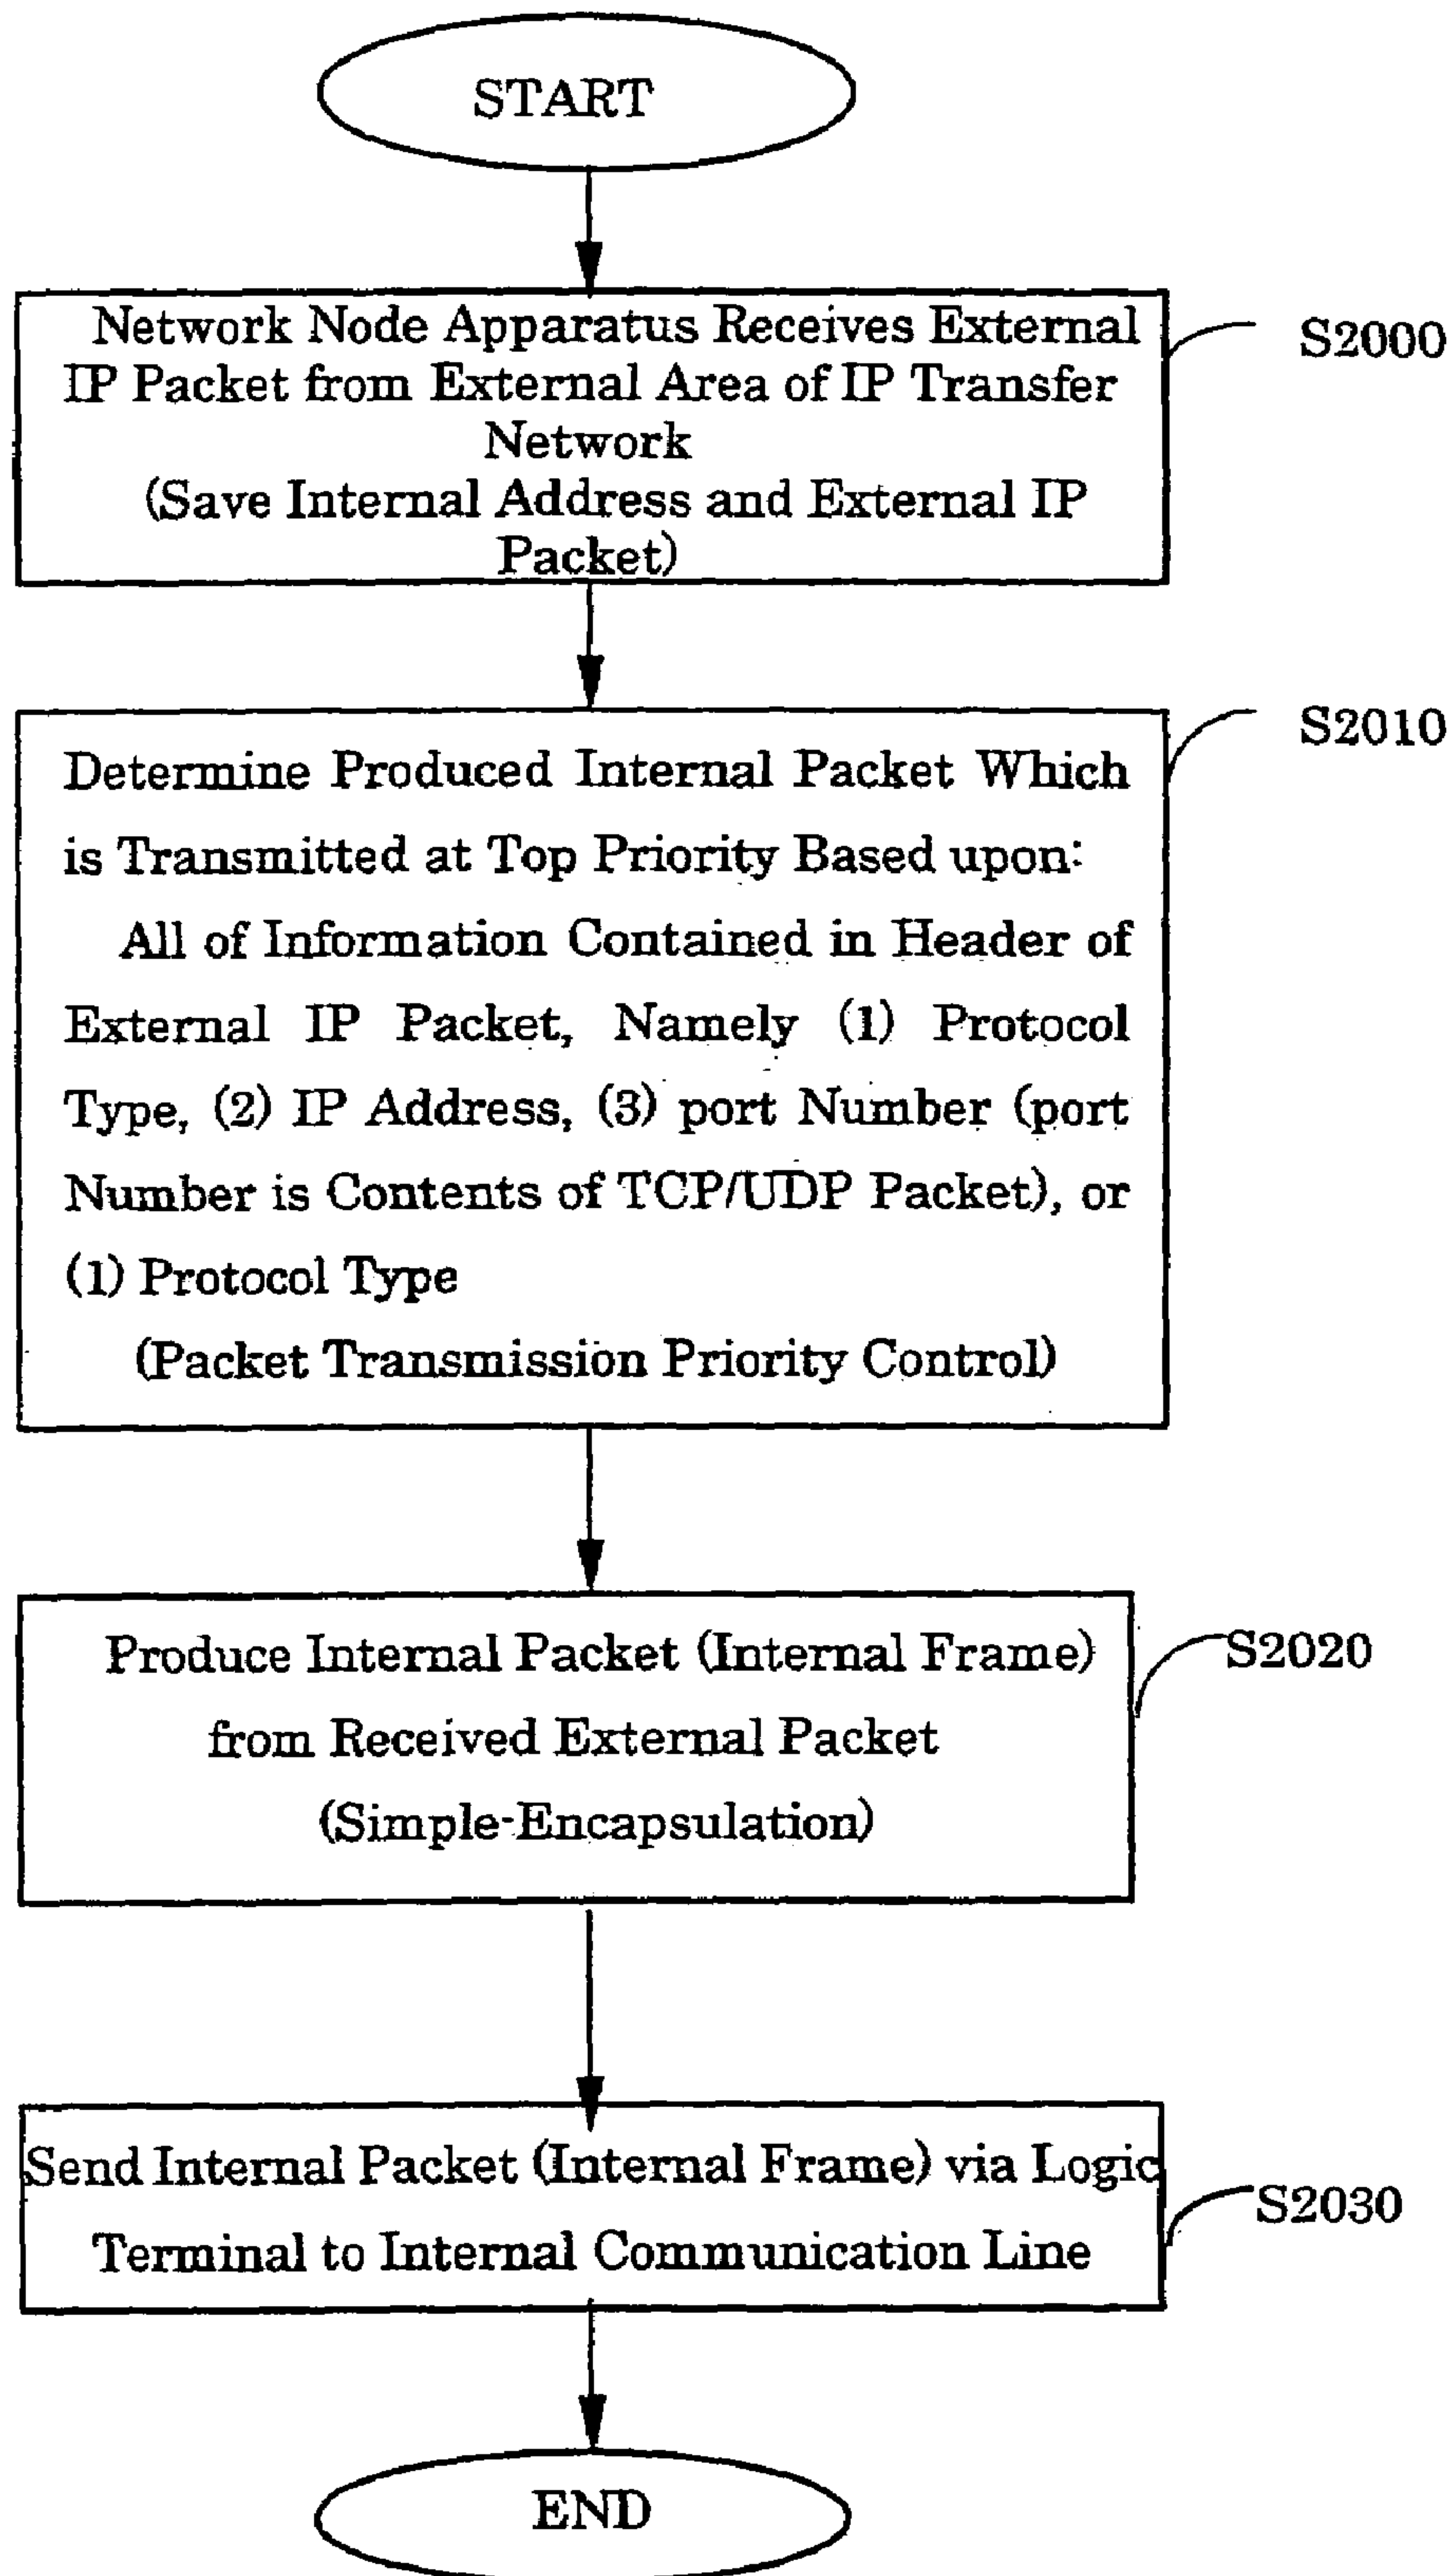 START
Network Node Apparatus Receives External
IP Packet from External Area of IP Transfer
Network
(Save Internal Address and External IP
Packet)
S2000
Determine Produced Internal Packet Which
is Transmitted at Top Priority Based upon:
All of Information Contained in Header of
External IP Packet, Namely (1) Protocol
Type, (2) IP Address, (3) port Number (port
Number is Contents of TCP/UDP Packet), or
(1) Protocol Type
(Packet Transmission Priority Control)
S2010
Produce Internal Packet (Internal Frame)
from Received External Packet
(Simple-Encapsulation)
S2020
Send Internal Packet (Internal Frame) via Logic
Terminal to Internal Communication Line
S2030
END